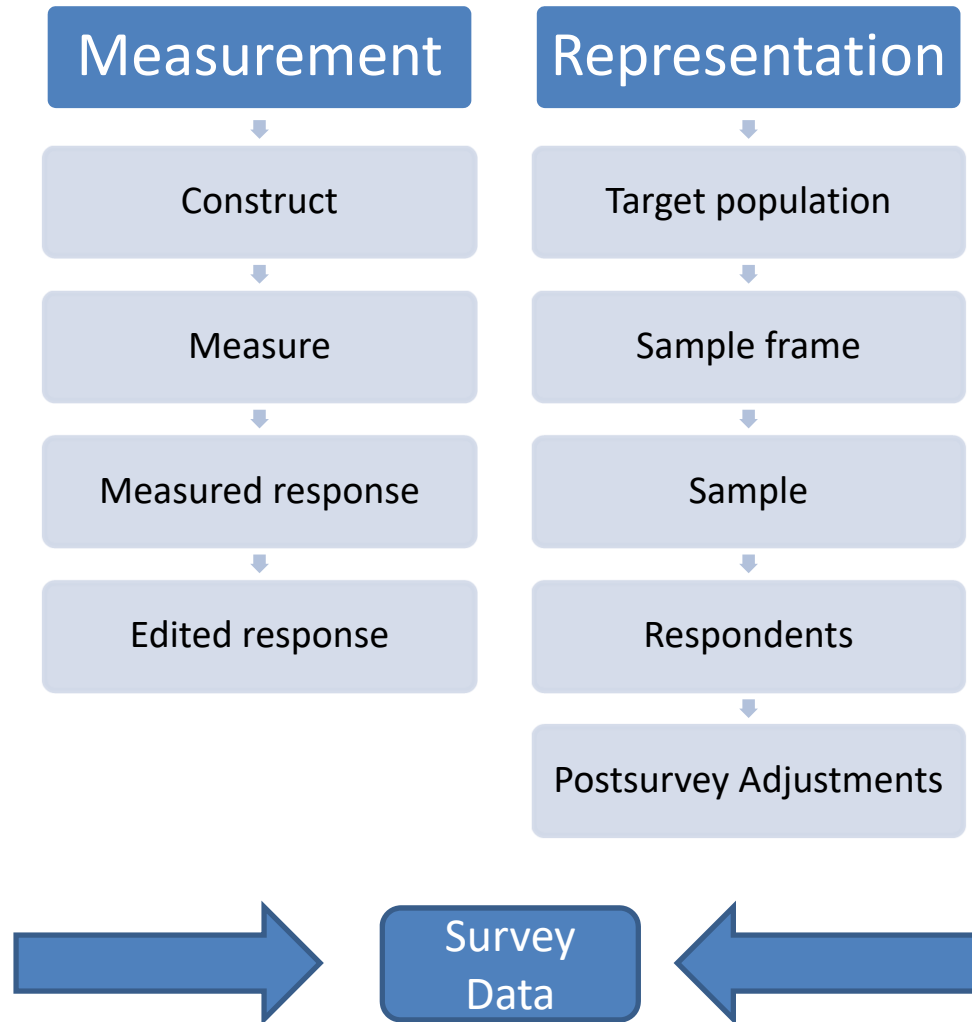 Measurement
Construct
Measure
Measured response
Edited response
Representation
Target population
Sample frame
Sample
Respondents
Postsurvey Adjustments
Survey
Data